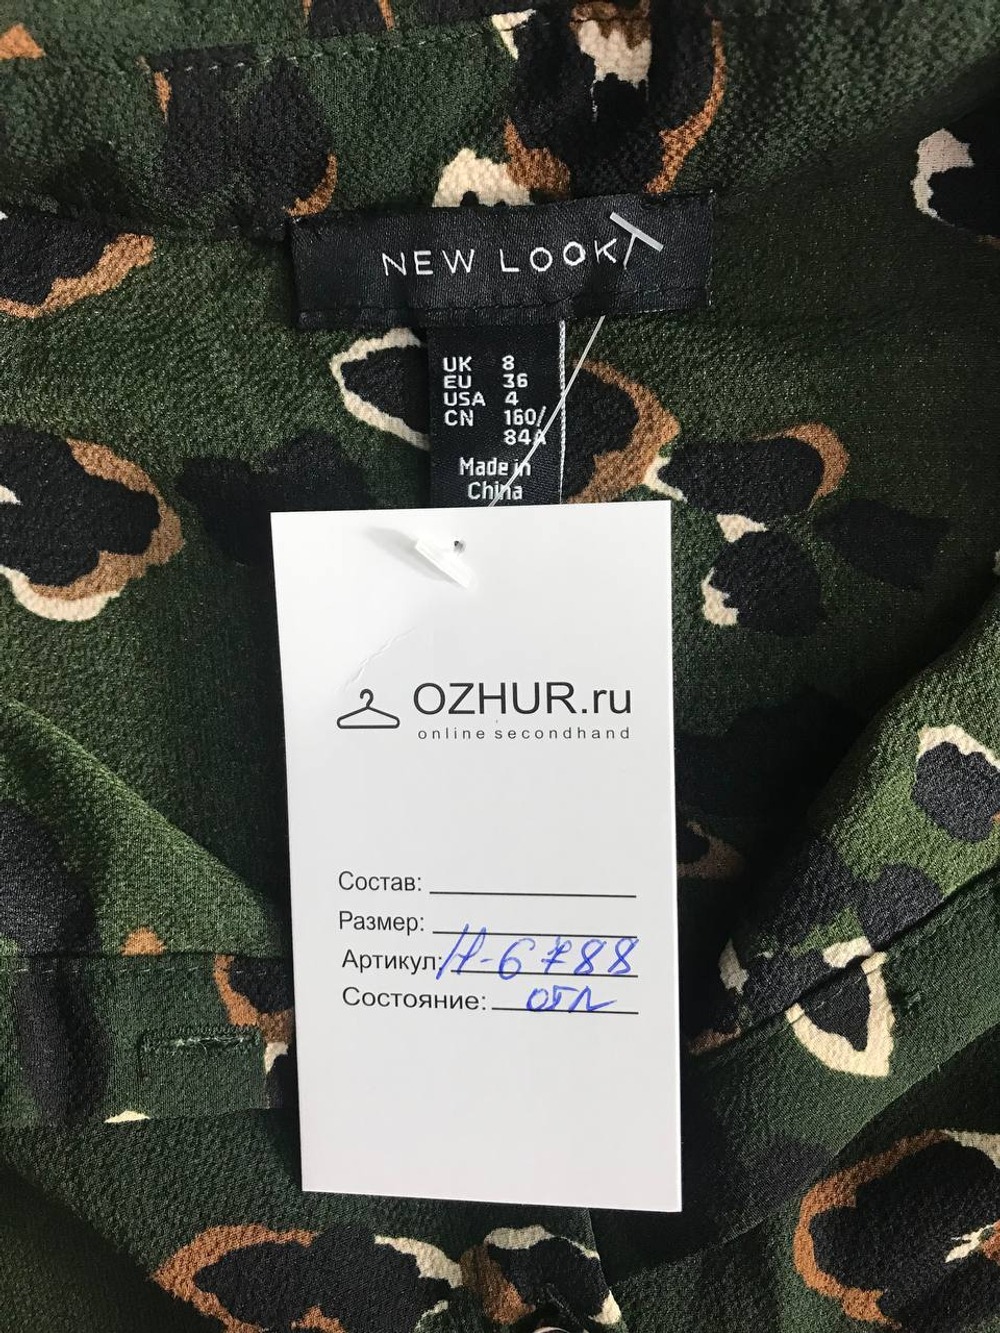 NEW LOOK
UK 8
EU 36
USA 4
CN 160/
84A
Made in
China
OZHUR.ru
online secondhand
Состав:
Размер:
Артикул: Н-6788
Состояние: отл